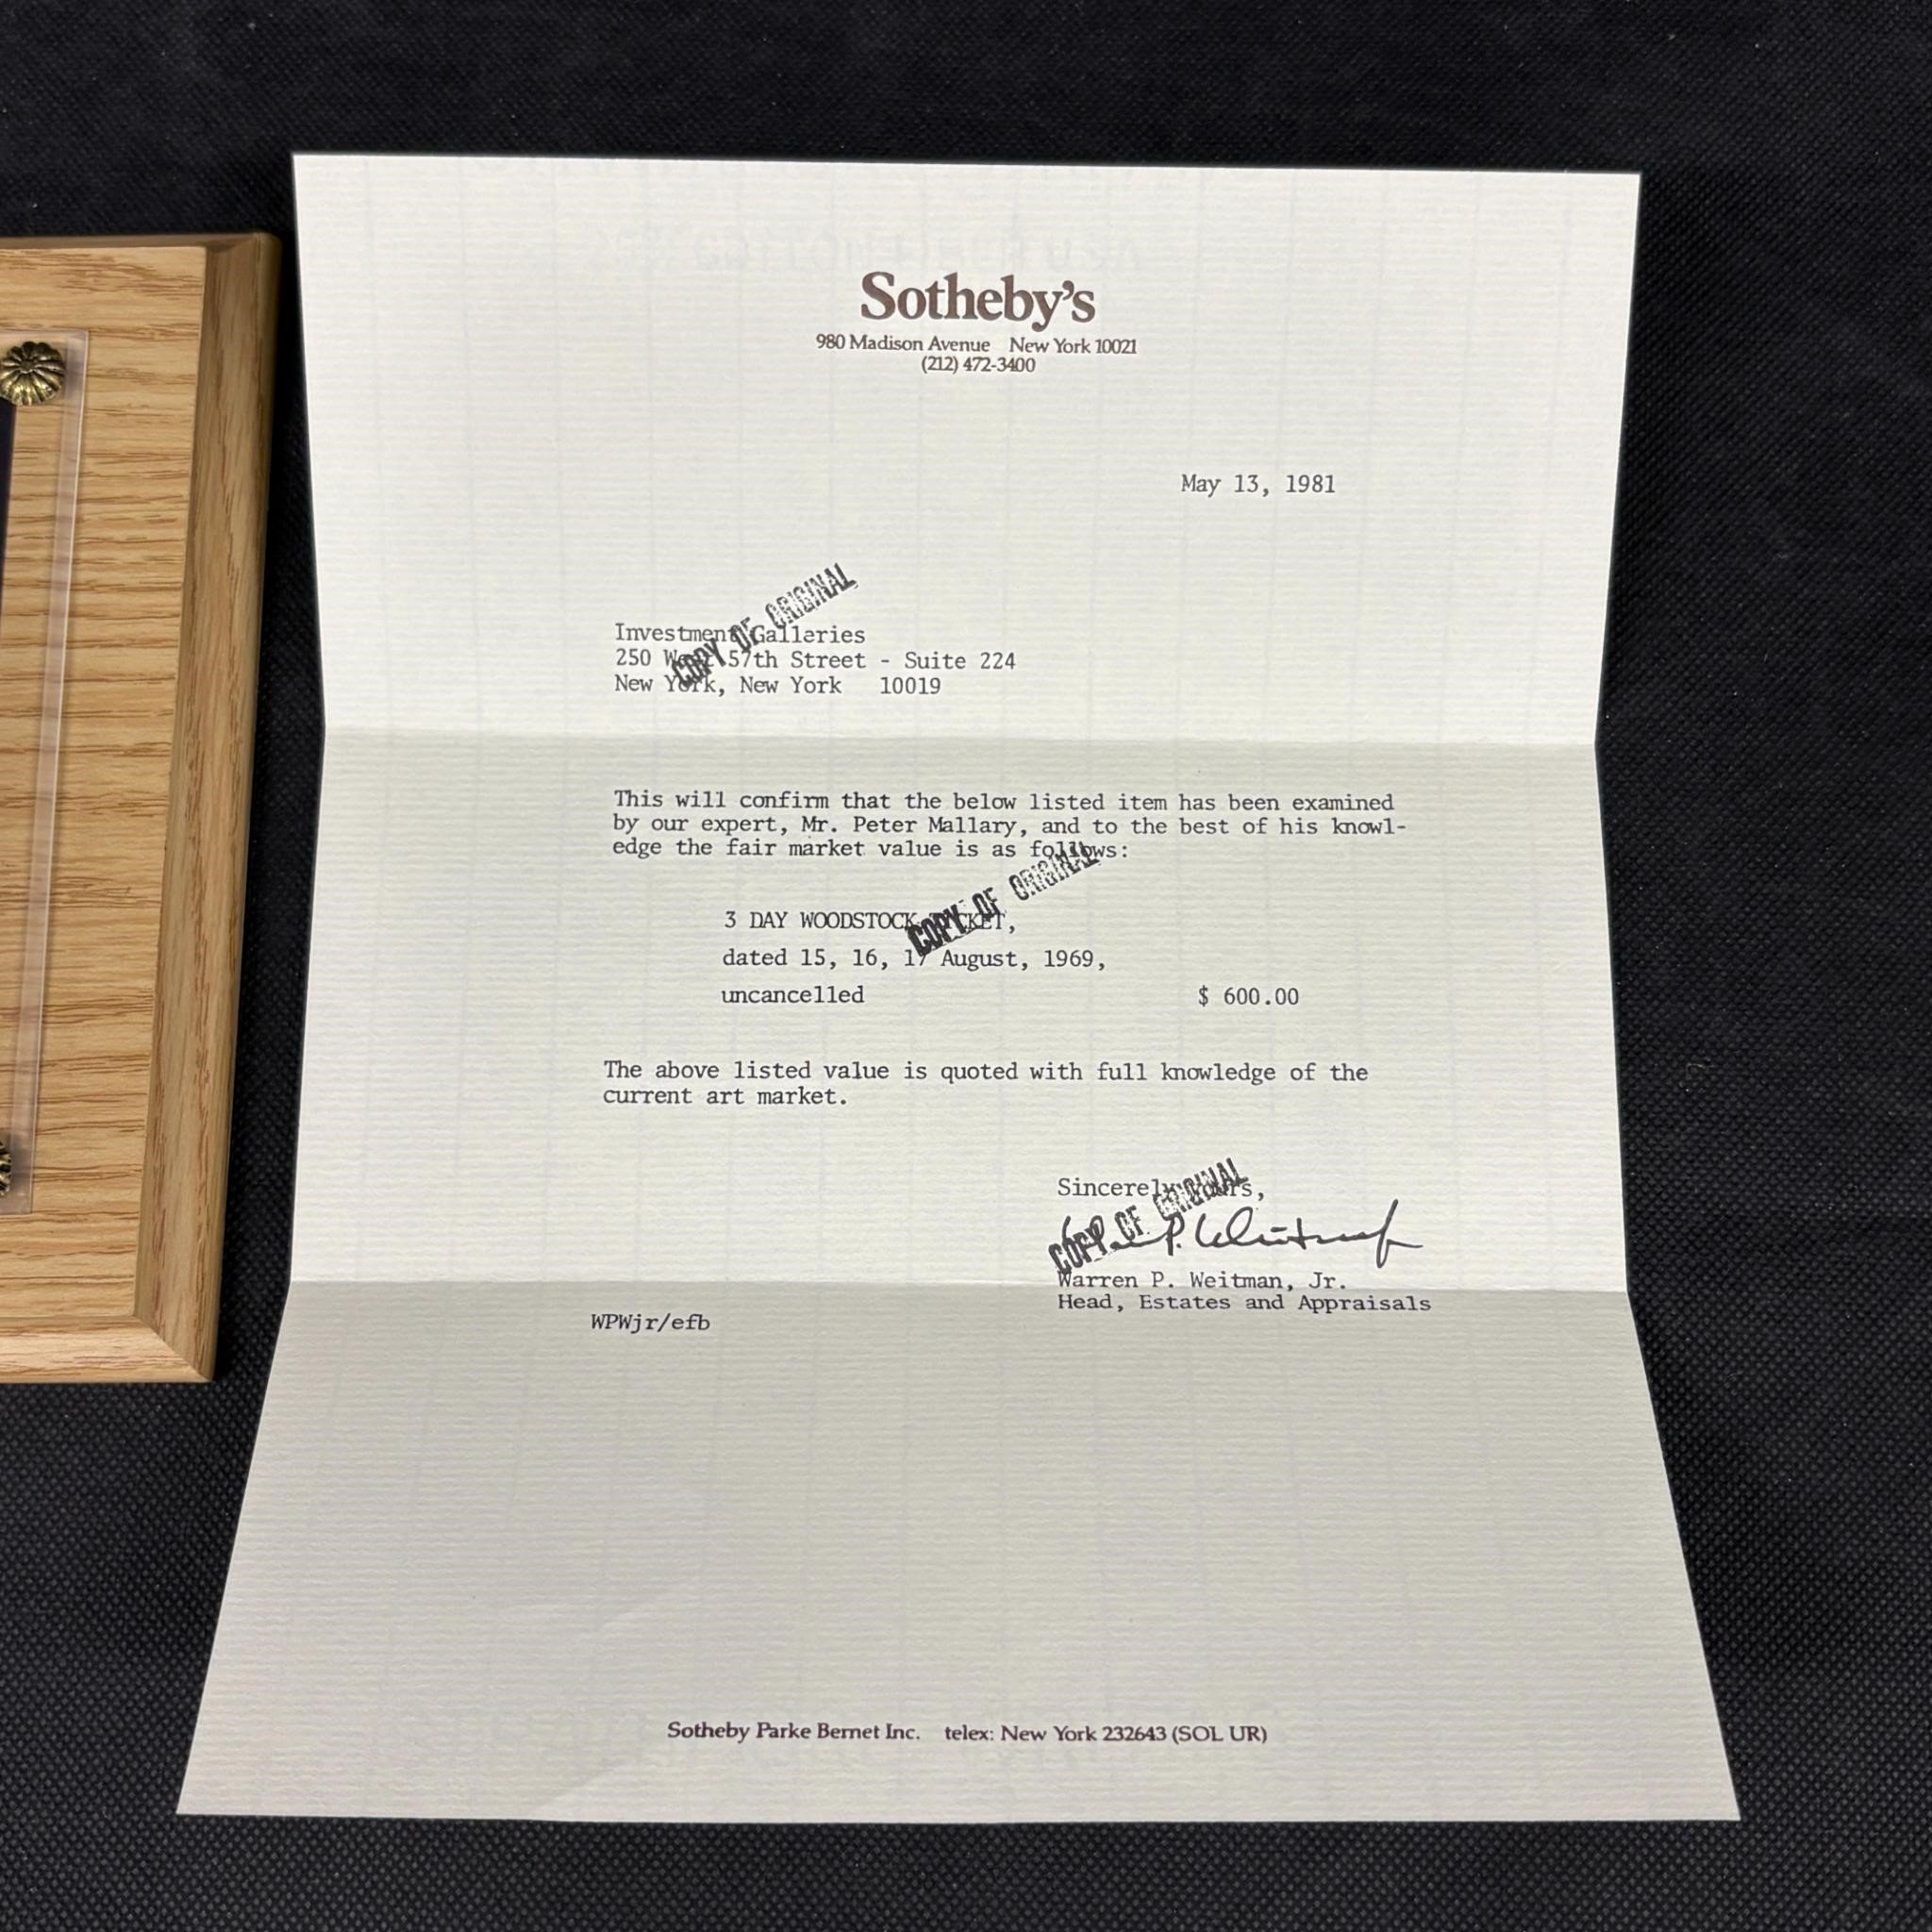 Sotheby's
980 Madison Avenue New York 10021
(212) 472-3400
May 13, 1981
COPY OF ORIGINAL
Investment Galleries
250 West 57th Street - Suite 224
New York, New York 10019
This will confirm that the below listed item has been examined
by our expert, Mr. Peter Mallary, and to the best of his knowl-
edge the fair market value is as follows:
COPY OF ORIGINAL
3 DAY WOODSTOCK TICKET,
dated 15, 16, 17 August, 1969,
uncancelled $ 600.00
The above listed value is quoted with full knowledge of the
current art market.
Sincerely yours,
COPY OF ORIGINAL
Warren P. Weitman, Jr.
Head, Estates and Appraisals
WPWjr/efb
Sotheby Parke Bernet Inc. telex: New York 232643 (SOL UR)